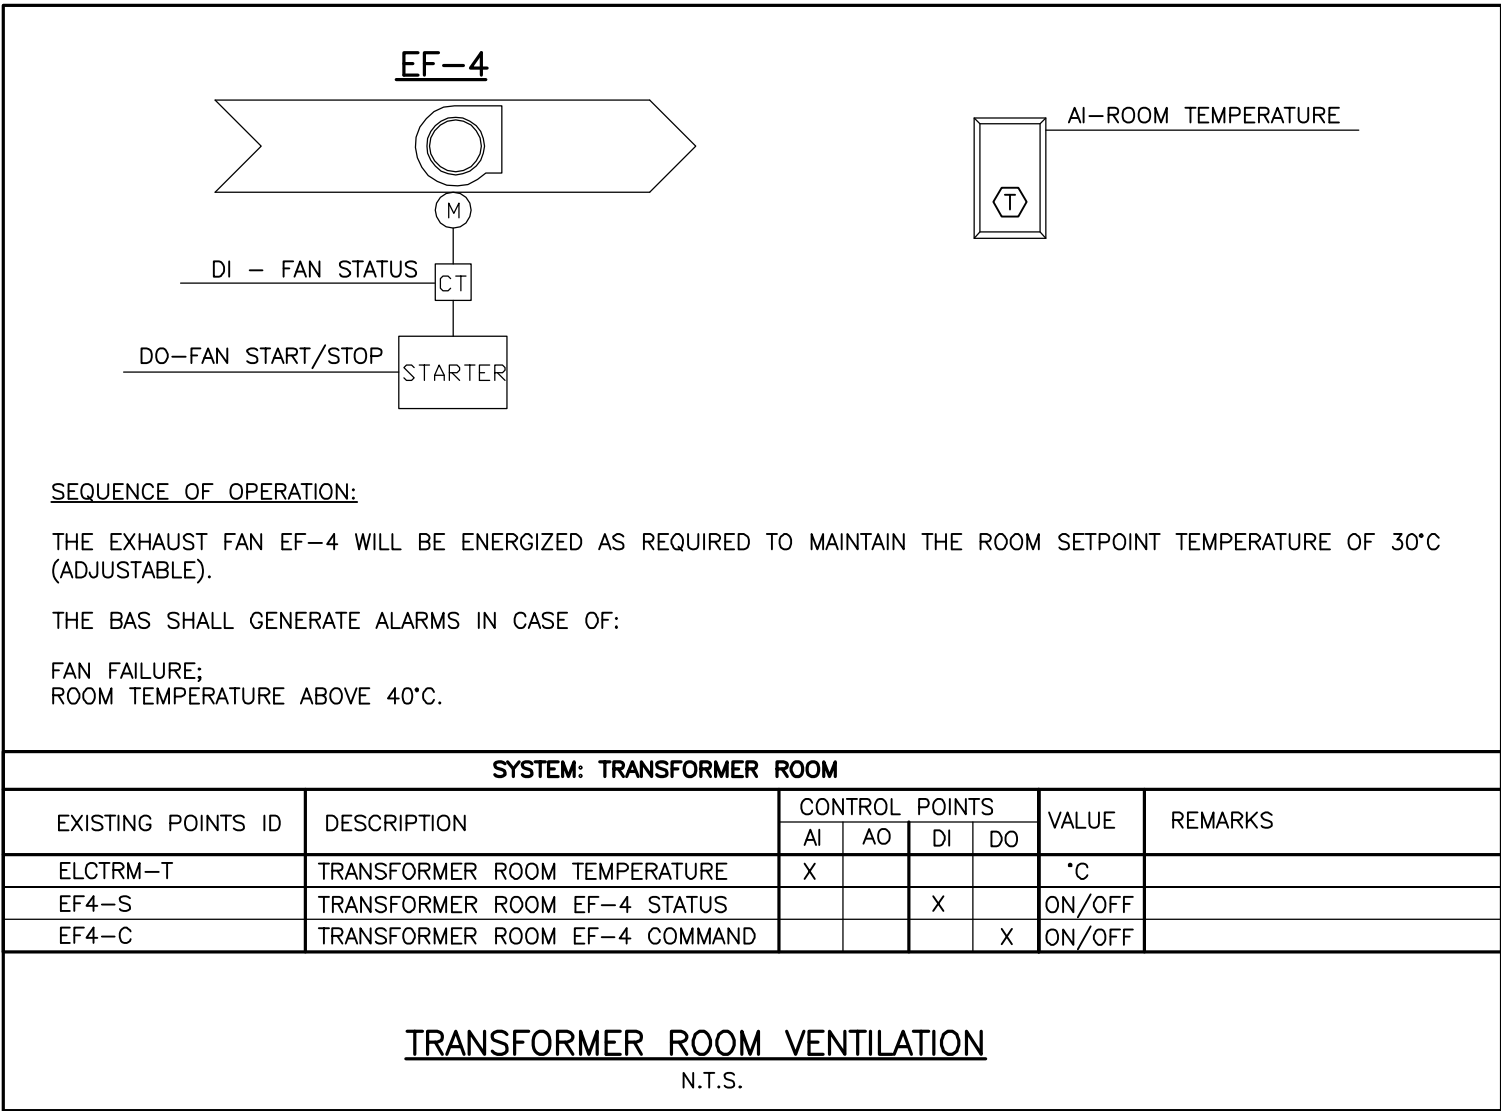 EF–4
AI–ROOM TEMPERATURE
T
M
DI – FAN STATUS
CT
DO–FAN START/STOP
STARTER
SEQUENCE OF OPERATION:
THE EXHAUST FAN EF–4 WILL BE ENERGIZED AS REQUIRED TO MAINTAIN THE ROOM SETPOINT TEMPERATURE OF 30°C
(ADJUSTABLE).
THE BAS SHALL GENERATE ALARMS IN CASE OF:
FAN FAILURE;
ROOM TEMPERATURE ABOVE 40°C.
SYSTEM: TRANSFORMER ROOM
EXISTING POINTS ID DESCRIPTION CONTROL POINTS VALUE REMARKS
AI AO DI DO
ELCTRM–T TRANSFORMER ROOM TEMPERATURE X °C
EF4–S TRANSFORMER ROOM EF–4 STATUS X ON/OFF
EF4–C TRANSFORMER ROOM EF–4 COMMAND X ON/OFF
TRANSFORMER ROOM VENTILATION
N.T.S.